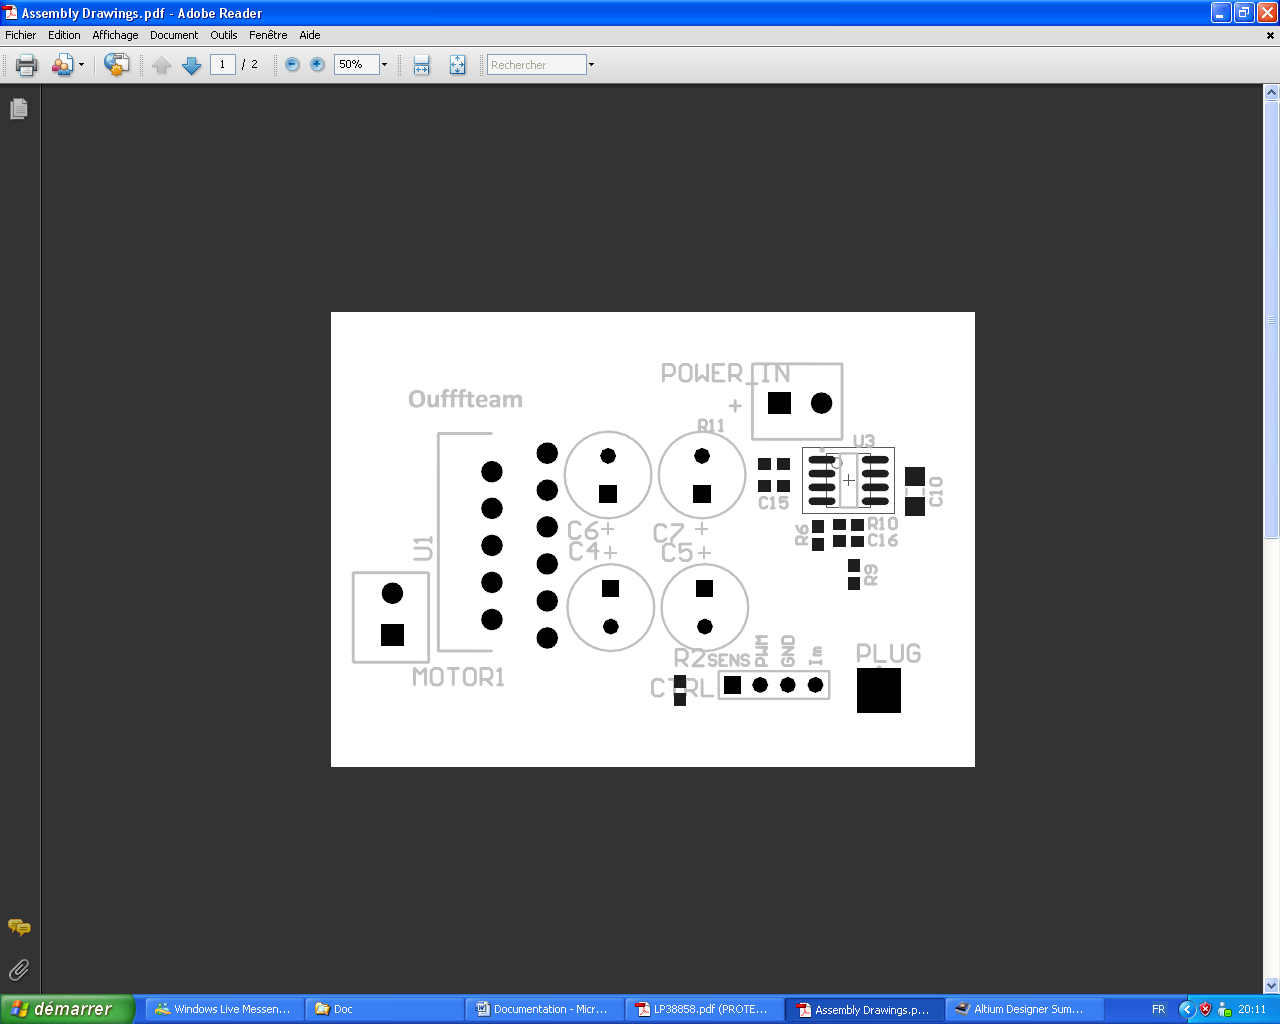 Assembly Drawings.pdf - Adobe Reader
Fichier Edition Affichage Document Outils Fenêtre Aide
1 / 2 50% Rechercher
POWER_IN
Oufffteam
+
R11
U3
C15
C10
C6 +
C7 +
R6
R10
C4 +
C5 +
C16
U1
R9
MOTOR1
R2
SENS
PWM
GND
Im
PLUG
CTRL
démarrer
Windows Live Messen...
Doc
Documentation - Micr...
LP38858.pdf (PROTE...
Assembly Drawings.p...
Altium Designer Sum...
FR
20:11